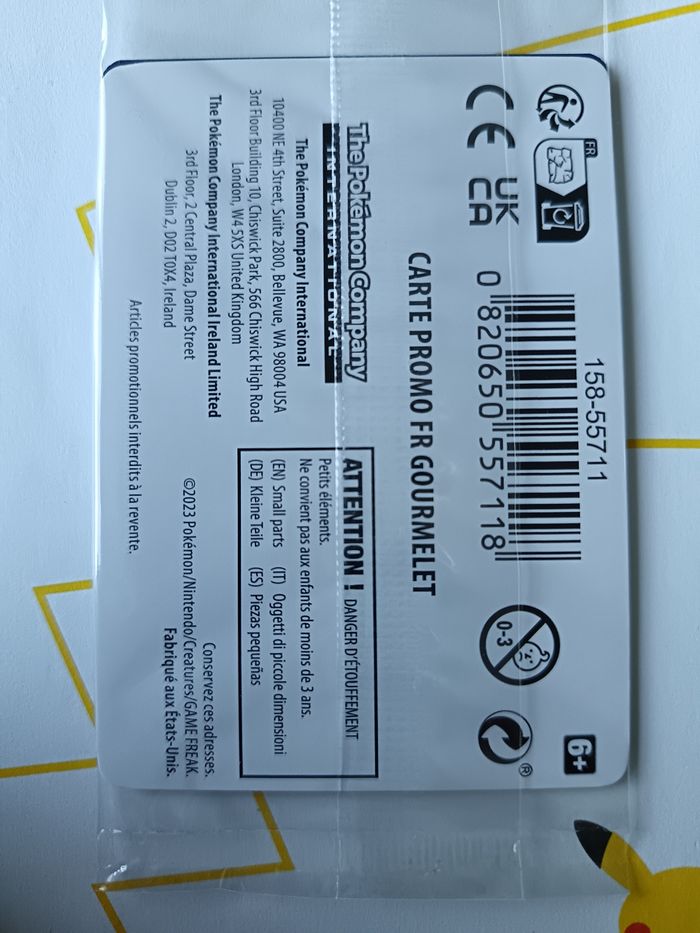 FR
CE
UK
CA
158-55711
0 820650 557118
0-3
6+
CARTE PROMO FR GOURMELET
The Pokémon Company
INTERNATIONAL
The Pokémon Company International
10400 NE 4th Street, Suite 2800, Bellevue, WA 98004 USA
3rd Floor Building 10, Chiswick Park, 566 Chiswick High Road
London, W4 5XS United Kingdom
The Pokémon Company International Ireland Limited
3rd Floor, 2 Central Plaza, Dame Street
Dublin 2, D02 T0X4, Ireland
Articles promotionnels interdits à la revente.
ATTENTION ! DANGER D'ÉTOUFFEMENT
Petits éléments.
Ne convient pas aux enfants de moins de 3 ans.
(EN) Small parts (IT) Oggetti di piccole dimensioni
(DE) Kleine Teile (ES) Piezas pequeñas
Conservez ces adresses.
©2023 Pokémon/Nintendo/Creatures/GAME FREAK.
Fabriqué aux États-Unis.
®